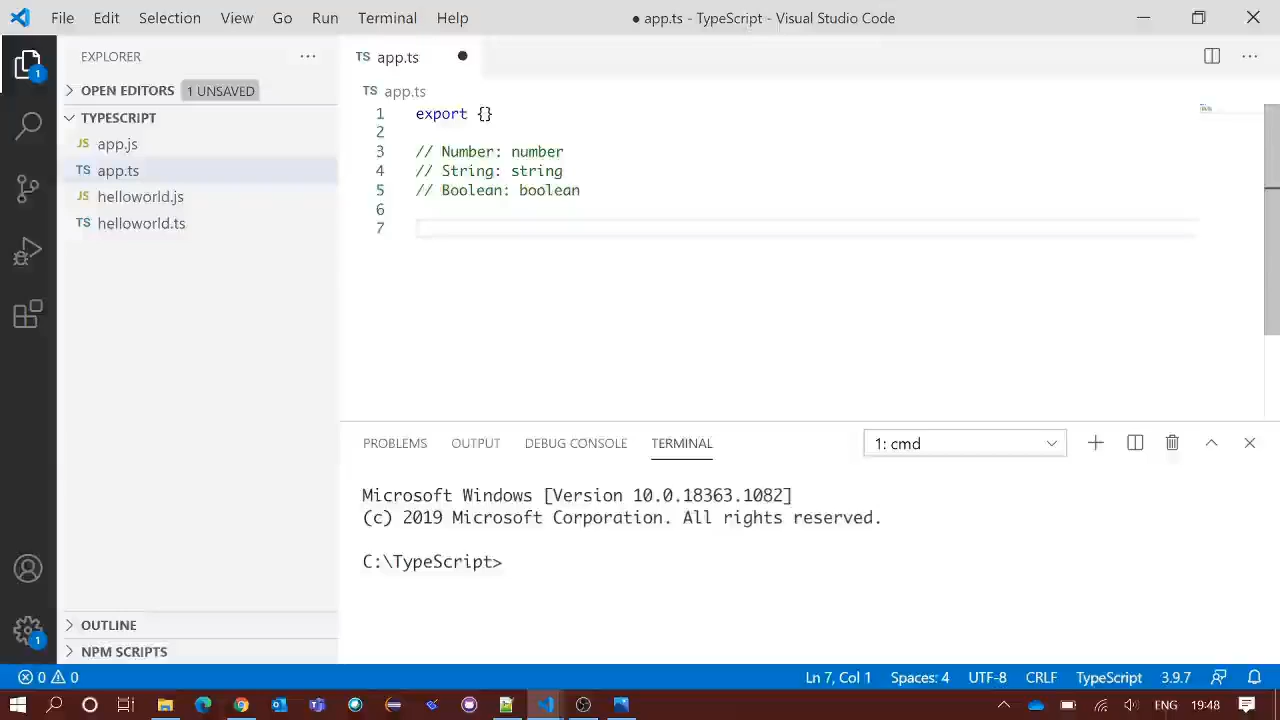 File Edit Selection View Go Run Terminal Help ● app.ts - TypeScript - Visual Studio Code
EXPLORER
OPEN EDITORS 1 UNSAVED
TYPESCRIPT
JS app.js
TS app.ts
JS helloworld.js
TS helloworld.ts
OUTLINE
NPM SCRIPTS
1
1
TS app.ts
TS app.ts
1 export {}
2
3 // Number: number
4 // String: string
5 // Boolean: boolean
6
7
PROBLEMS OUTPUT DEBUG CONSOLE TERMINAL 1: cmd
Microsoft Windows [Version 10.0.18363.1082]
(c) 2019 Microsoft Corporation. All rights reserved.
C:\TypeScript>
0 0 Ln 7, Col 1 Spaces: 4 UTF-8 CRLF TypeScript 3.9.7
ENG 19:48